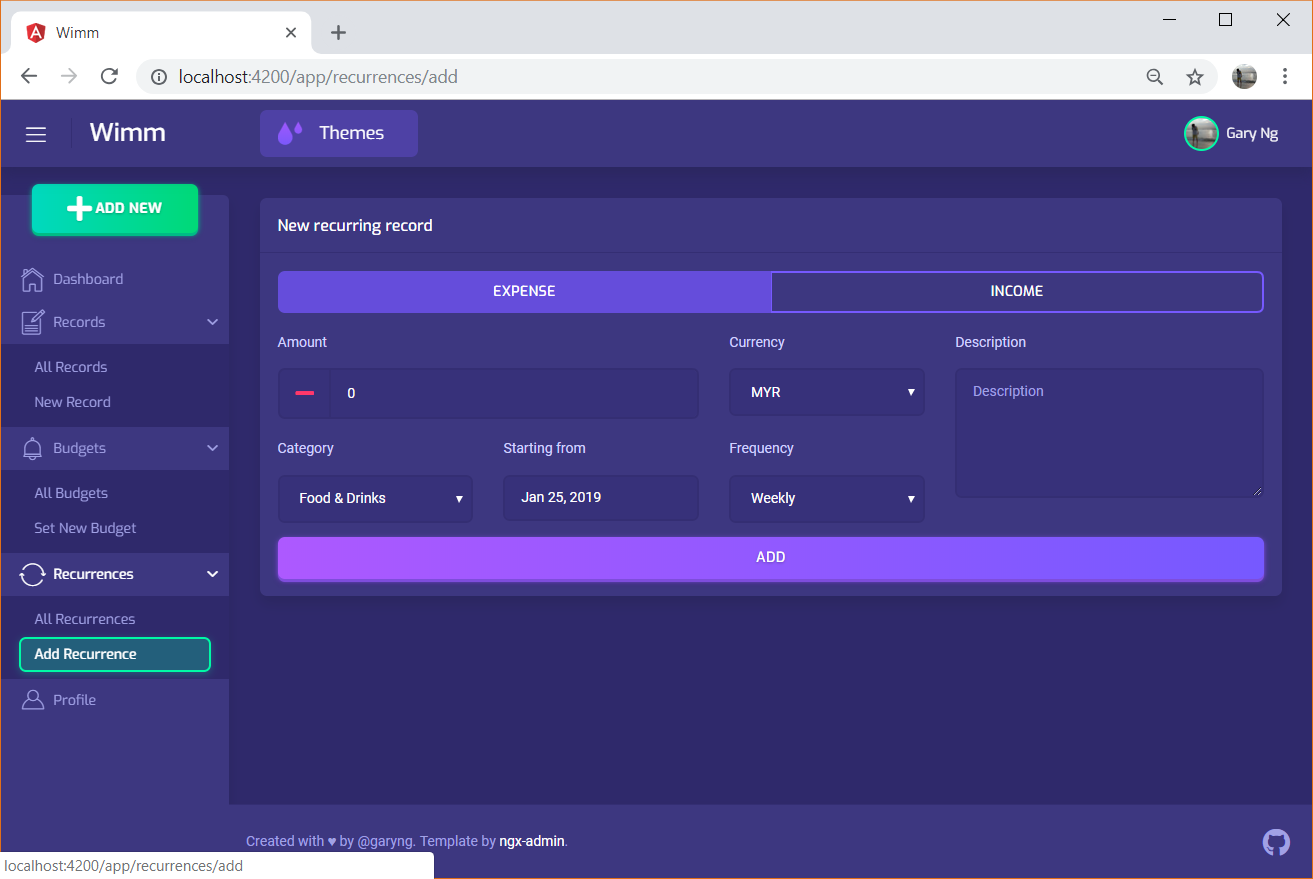 Wimm
localhost:4200/app/recurrences/add
Wimm
Themes
Gary Ng
ADD NEW
Dashboard
Records
All Records
New Record
Budgets
All Budgets
Set New Budget
Recurrences
All Recurrences
Add Recurrence
Profile
New recurring record
EXPENSE INCOME
Amount Currency Description
0 MYR Description
Category Starting from Frequency
Food & Drinks Jan 25, 2019 Weekly
ADD
Created with ♥ by @garyng. Template by ngx-admin.
localhost:4200/app/recurrences/add